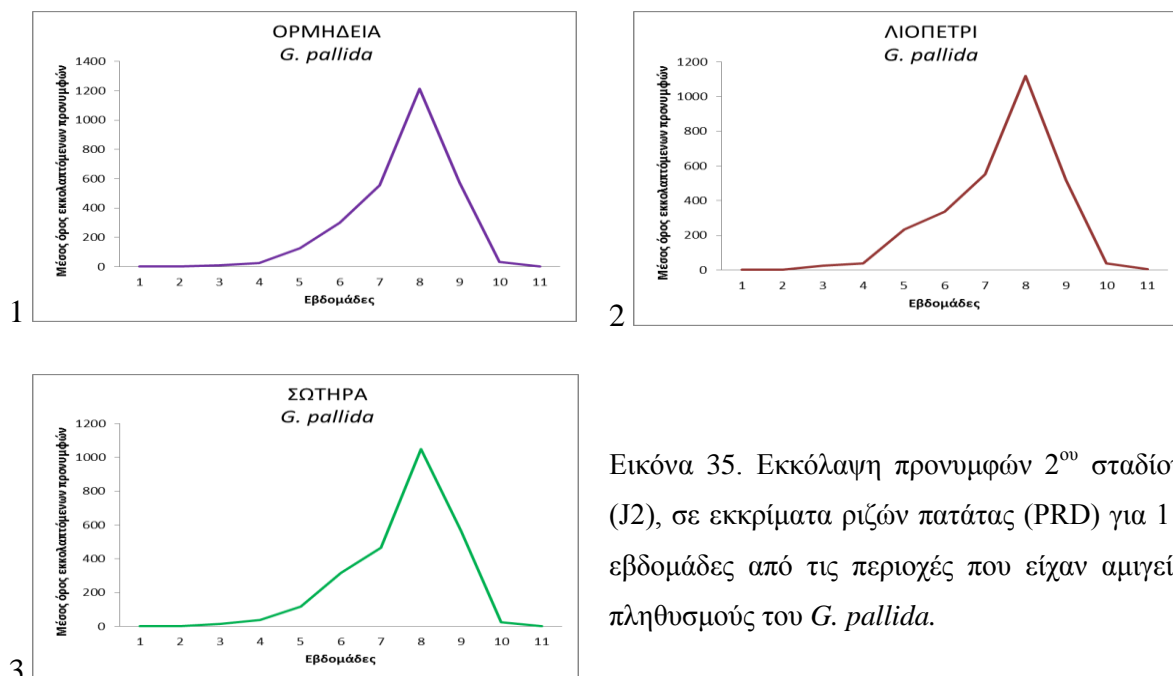 ΟΡΜΗΔΕΙΑ
G. pallida
Μέσος όρος εκκολαπτόμενων προνυμφών
1400
1200
1000
800
600
400
200
0
1 2 3 4 5 6 7 8 9 10 11
Εβδομάδες
1
ΛΙΟΠΕΤΡΙ
G. pallida
Μέσος όρος εκκολαπτόμενων προνυμφών
1200
1000
800
600
400
200
0
1 2 3 4 5 6 7 8 9 10 11
Εβδομάδες
2
ΣΩΤΗΡΑ
G. pallida
Μέσος όρος εκκολαπτόμενων προνυμφών
1200
1000
800
600
400
200
0
1 2 3 4 5 6 7 8 9 10 11
Εβδομάδες
3
Εικόνα 35. Εκκόλαψη προνυμφών 2ου
(J2), σε εκκρίματα ριζών πατάτας (PRD) για 1
εβδομάδες από τις περιοχές που είχαν αμιγεί
πληθυσμούς του G. pallida.